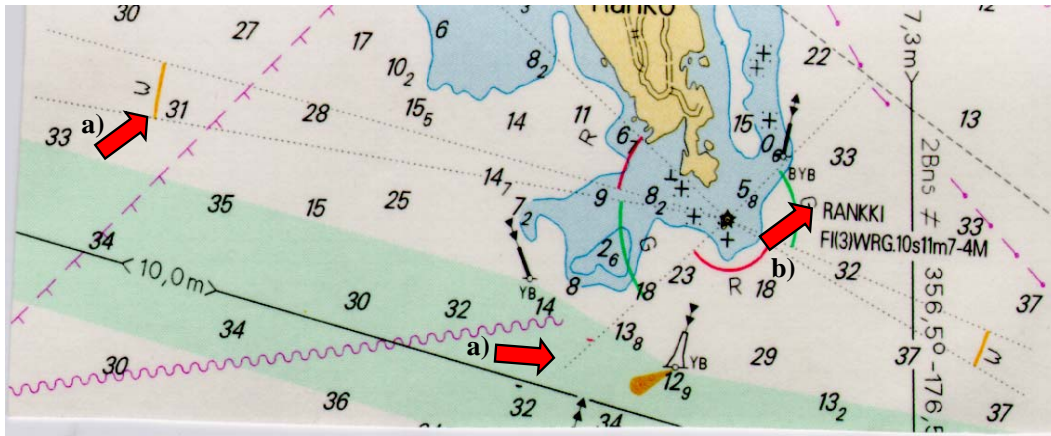 30
Ranko
6
27
17
10₂
8₂
22
12
7,3m
W
31
a)
28
15₅
14
11
R
6₇
15
0₆
BYB
33
13
2Bns ≠ 356,5°-176,5
33
35
15
25
14₇
7₂
9
8₂
5₈
G
b)
RANKKI
Fl(3)WRG.10s11m7-4M
33
34
10,0m
2₆
G
8
18
23
R
18
32
37
YB
14
30
32
34
13₈
a)
YB
29
37
W
30
36
32
34
12₉
13₂
37